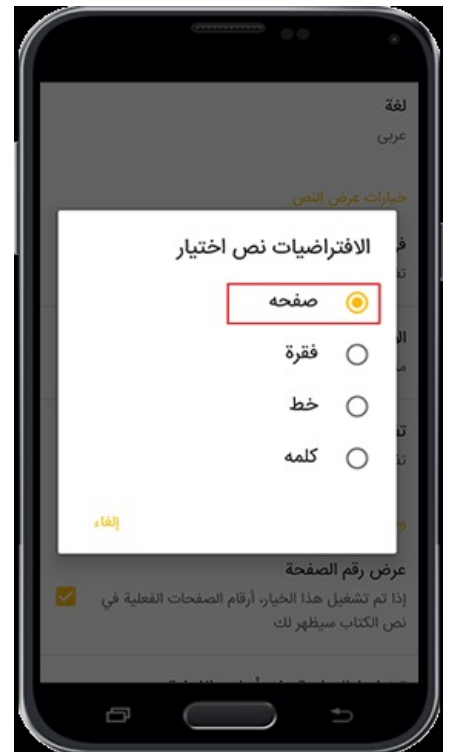 لغة
عربى
خيارات عرض النص
الافتراضيات نص اختيار
صفحه
فقرة
خط
كلمه
إلغاء
عرض رقم الصفحة
إذا تم تشغيل هذا الخيار، أرقام الصفحات الفعلية في
نص الكتاب سيظهر لك